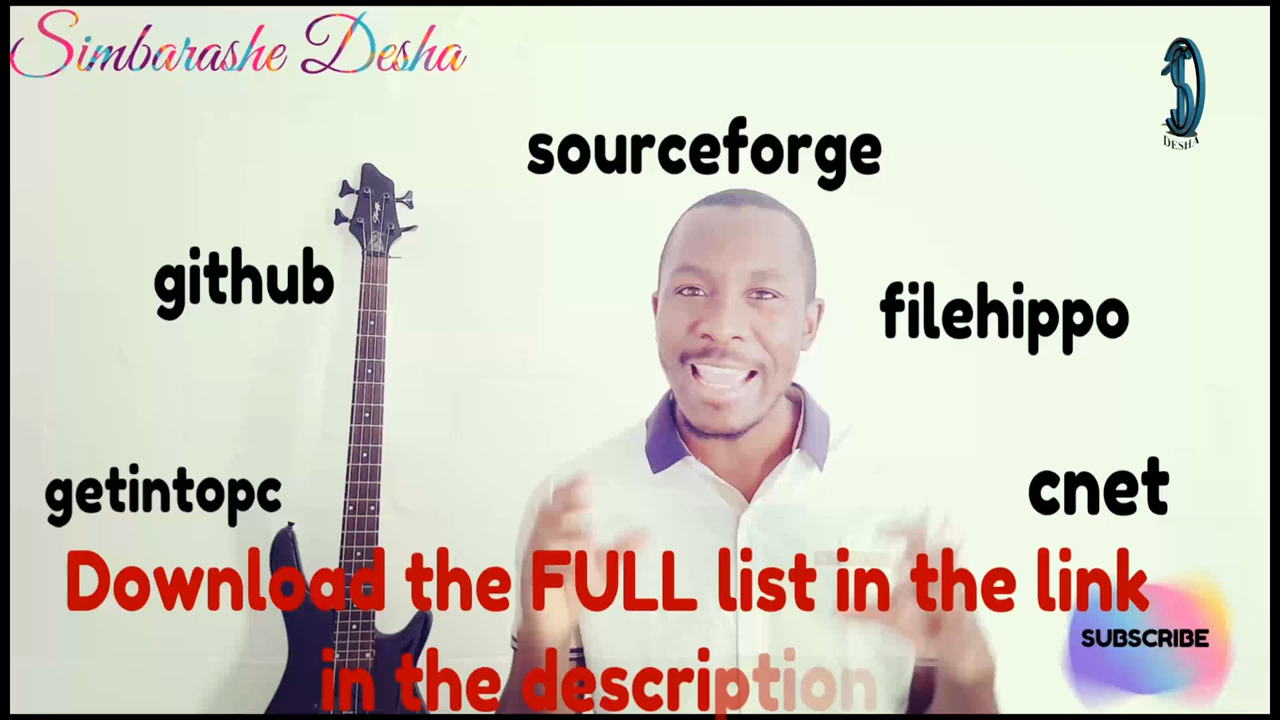 Simbarashe Desha
DESHA
sourceforge
github
filehippo
getintopc
cnet
Download the FULL list in the link
in the description
SUBSCRIBE